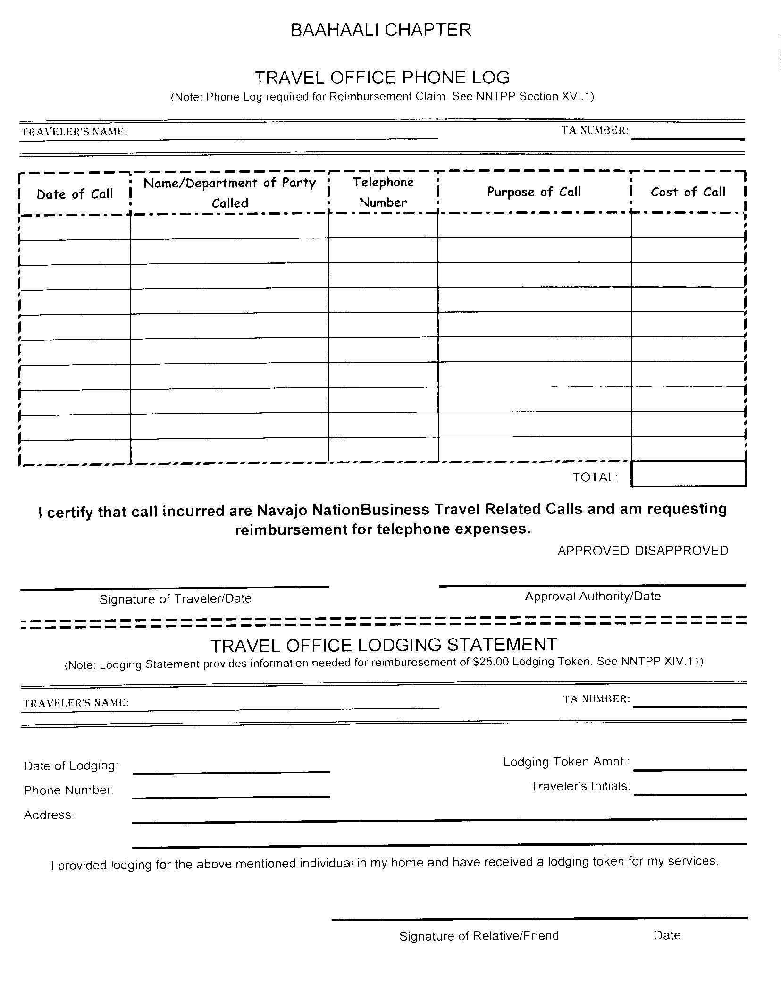 BAAHAALI CHAPTER
TRAVEL OFFICE PHONE LOG
(Note: Phone Log required for Reimbursement Claim. See NNTPP Section XVI.1)
TRAVELER'S NAME: TA NUMBER:
Date of Call Name/Department of Party Called Telephone Number Purpose of Call Cost of Call
TOTAL:
I certify that call incurred are Navajo NationBusiness Travel Related Calls and am requesting
reimbursement for telephone expenses.
APPROVED DISAPPROVED
Signature of Traveler/Date Approval Authority/Date
TRAVEL OFFICE LODGING STATEMENT
(Note: Lodging Statement provides information needed for reimburesement of $25.00 Lodging Token. See NNTPP XIV.11)
TRAVELER'S NAME: TA NUMBER:
Date of Lodging: Lodging Token Amnt.:
Phone Number: Traveler's Initials:
Address:
I provided lodging for the above mentioned individual in my home and have received a lodging token for my services.
Signature of Relative/Friend Date